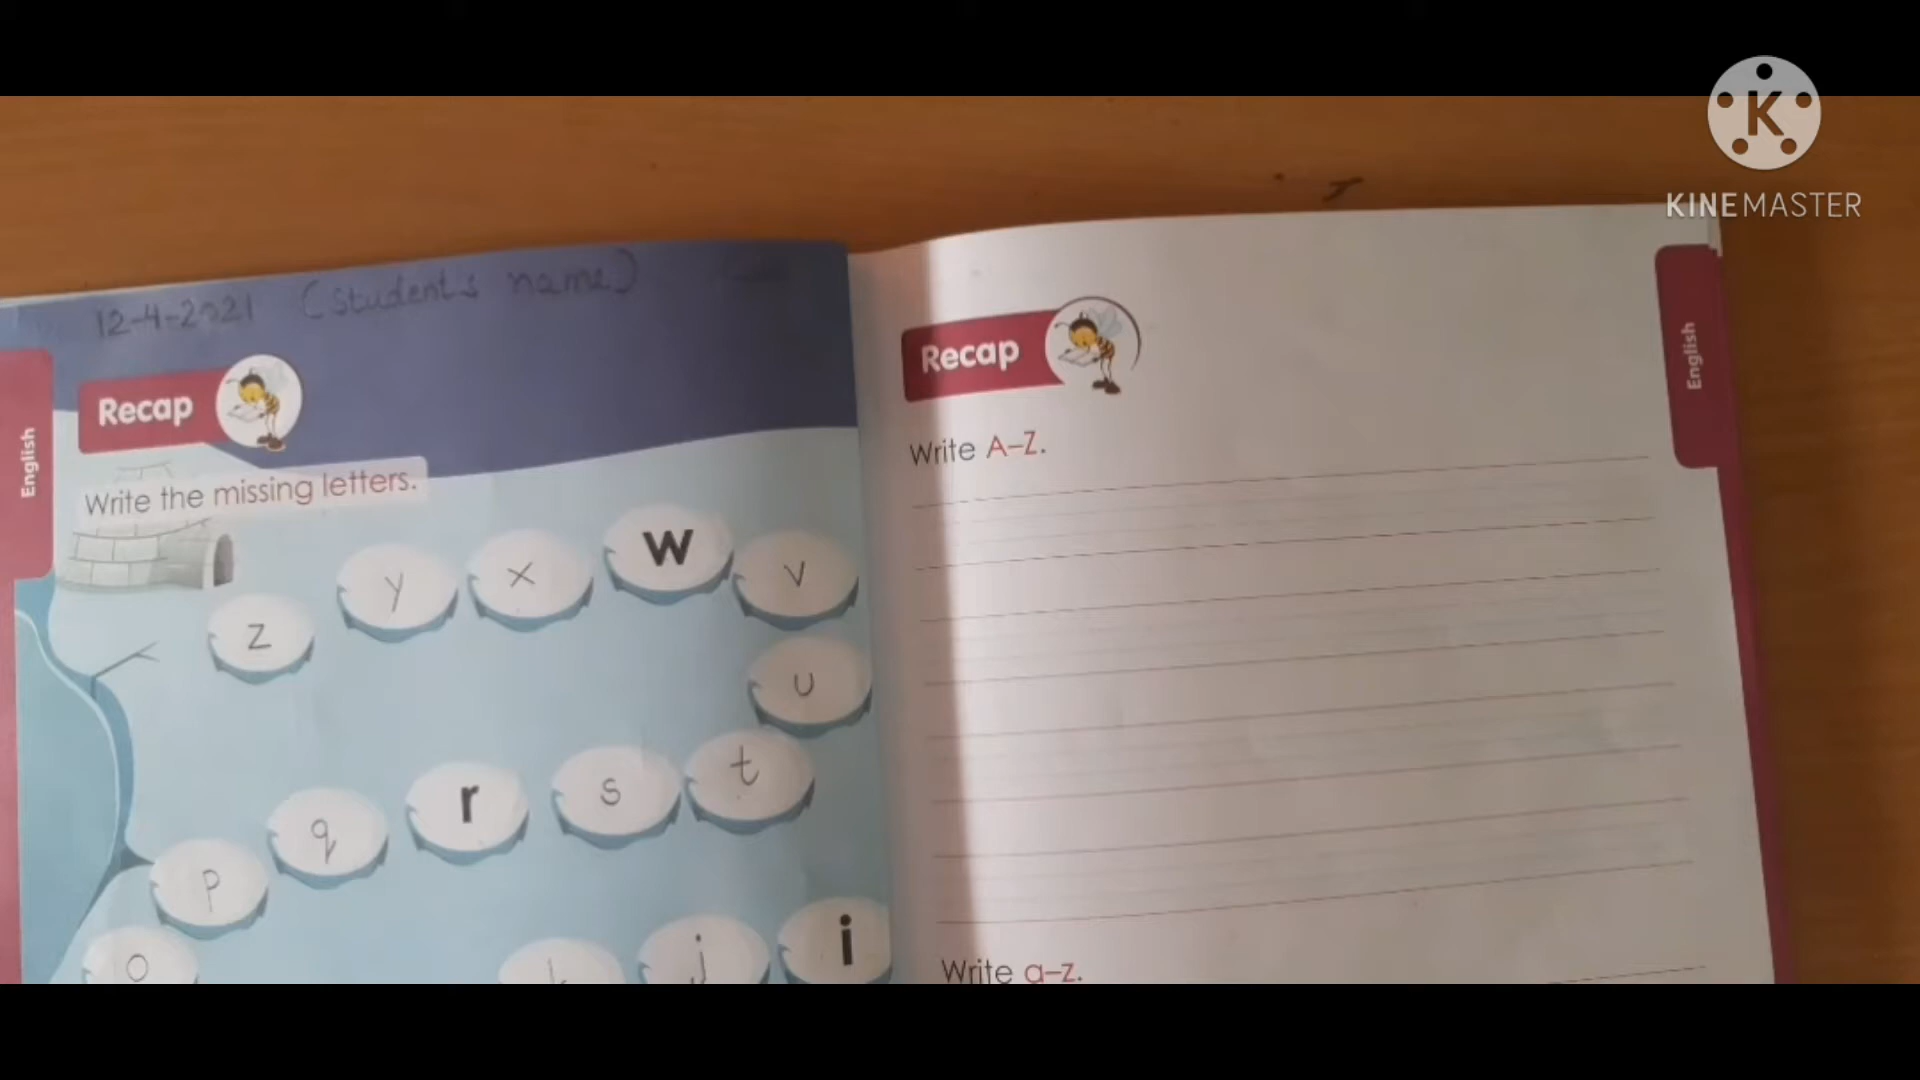 KINEMASTER
12-4-2021 (Student's name)
Recap
English
Write the missing letters.
z y x w v
u
p q r s t
o
j i
Recap
English
Write A–Z.
Write a–z.